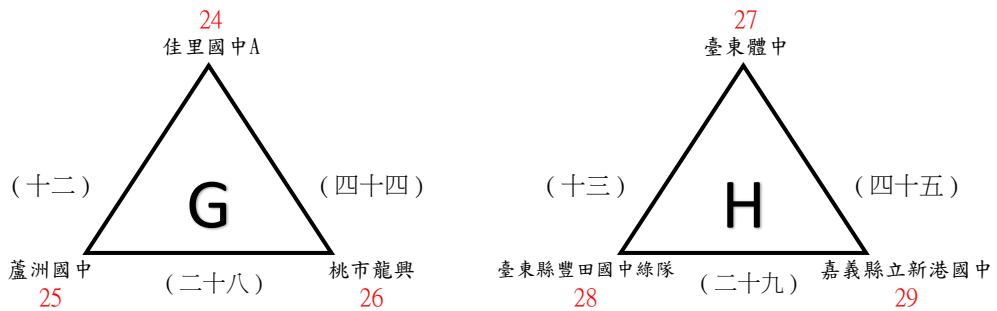 24
佳里國中A
(十二)
G
(四十四)
蘆洲國中
25
(二十八)
桃市龍興
26
27
臺東體中
(十三)
H
(四十五)
臺東縣豐田國中綠隊
28
(二十九)
嘉義縣立新港國中
29